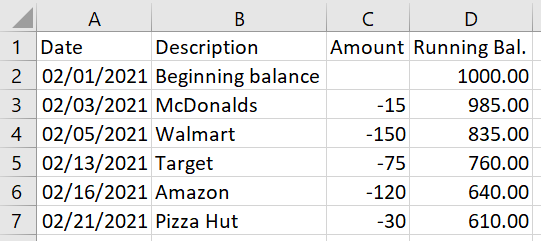 A B C D
1 Date Description Amount Running Bal.
2 02/01/2021 Beginning balance 1000.00
3 02/03/2021 McDonalds -15 985.00
4 02/05/2021 Walmart -150 835.00
5 02/13/2021 Target -75 760.00
6 02/16/2021 Amazon -120 640.00
7 02/21/2021 Pizza Hut -30 610.00